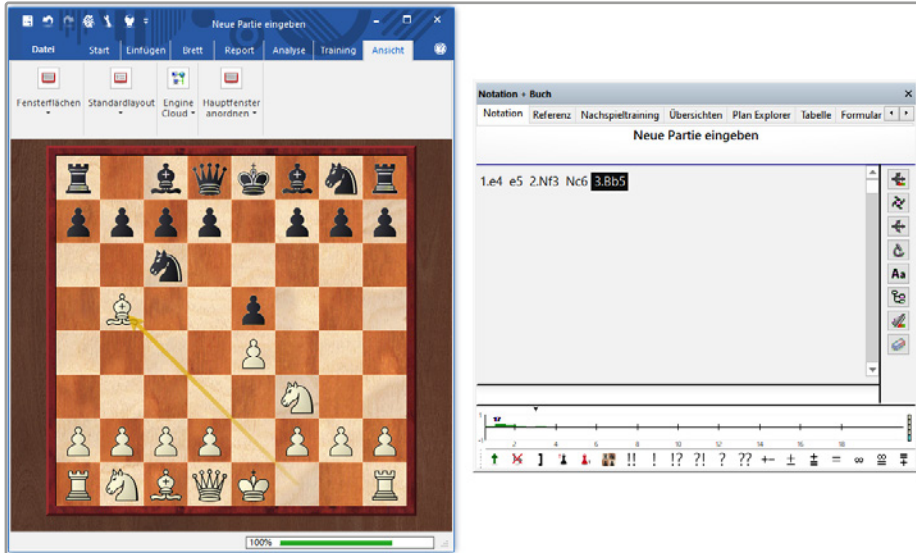 Neue Partie eingeben
Datei Start Einfügen Brett Report Analyse Training Ansicht
Fensterflächen Standardlayout Engine Cloud Hauptfenster anordnen
100%
Notation + Buch
Notation Referenz Nachspieltraining Übersichten Plan Explorer Tabelle Formular
Neue Partie eingeben
1.e4 e5 2.Nf3 Nc6 3.Bb5
Aa
2 4 6 8 10 12 14 16 18
!! ! !? ?! ? ?? +− ± ⩲ = ∞